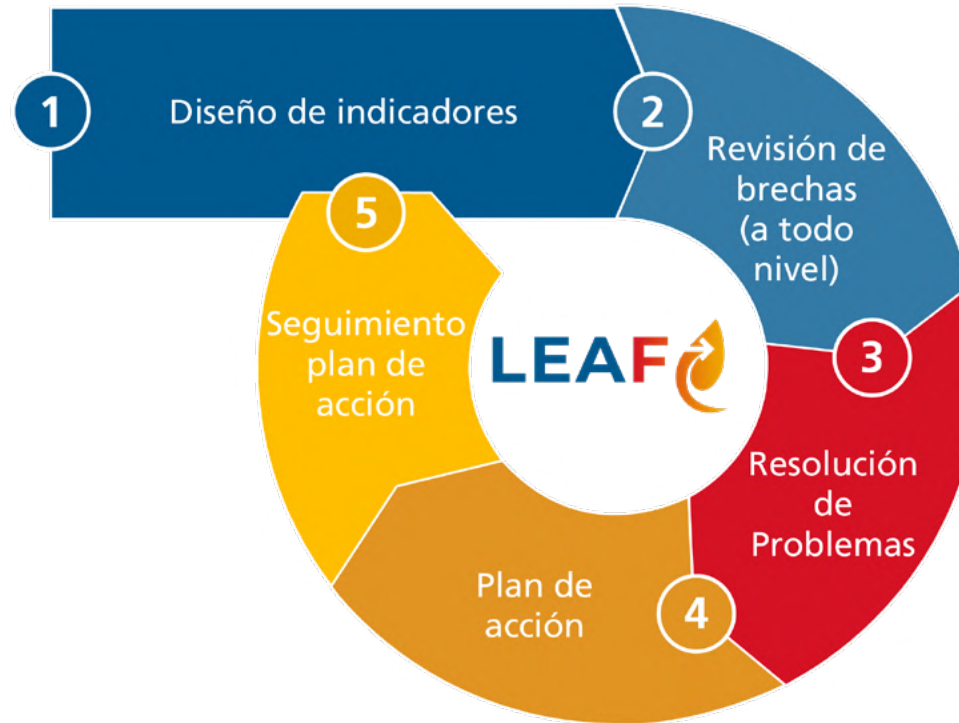 1
Diseño de indicadores
2
Revisión de
brechas
(a todo
nivel)
3
Resolución
de
Problemas
4
Plan de
acción
5
Seguimiento
plan de
acción
LEAF